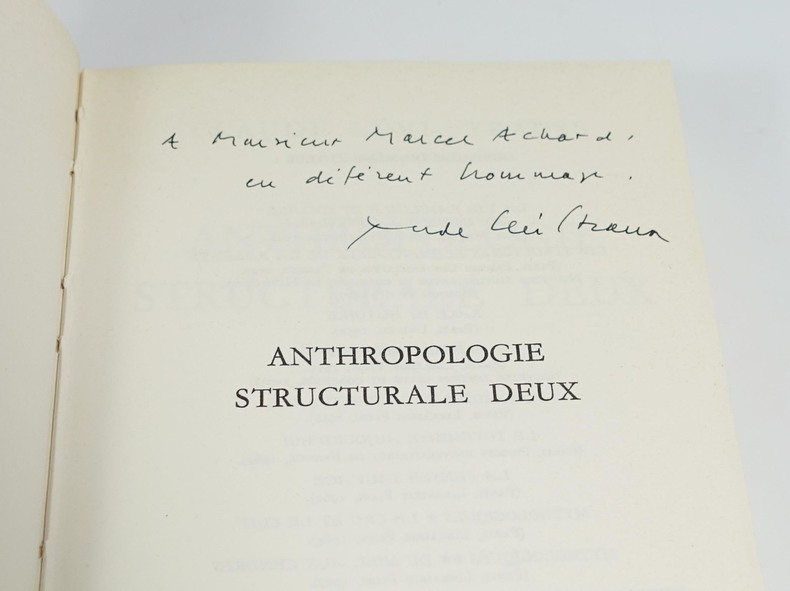 A Monsieur Marcel Achard,
en déférent hommage.
Claude Lévi Strauss
ANTHROPOLOGIE
STRUCTURALE DEUX